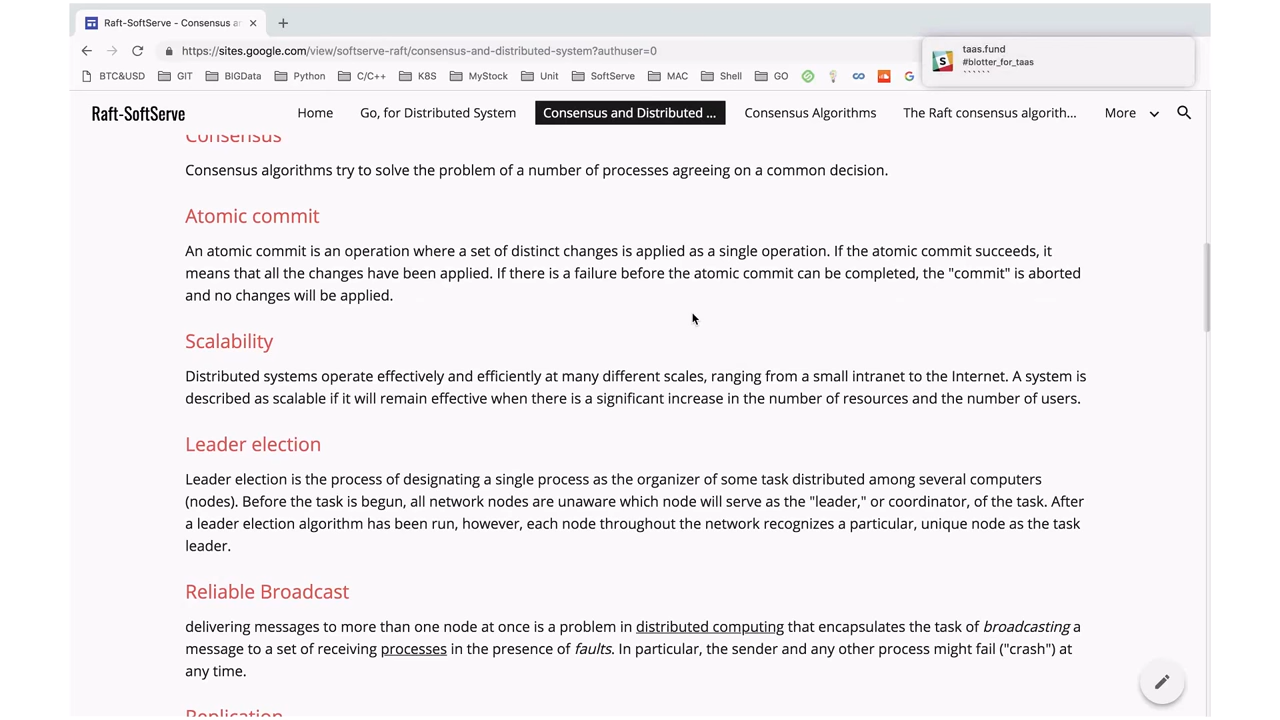 Raft-SoftServe - Consensus a
https://sites.google.com/view/softserve-raft/consensus-and-distributed-system?authuser=0
taas.fund
#blotter_for_taas
` ` ` ` ` `
BTC&USD GIT BIGData Python C/C++ K8S MyStock Unit SoftServe MAC Shell GO
Raft-SoftServe Home Go, for Distributed System Consensus and Distributed ... Consensus Algorithms The Raft consensus algorith... More
Consensus
Consensus algorithms try to solve the problem of a number of processes agreeing on a common decision.
Atomic commit
An atomic commit is an operation where a set of distinct changes is applied as a single operation. If the atomic commit succeeds, it
means that all the changes have been applied. If there is a failure before the atomic commit can be completed, the "commit" is aborted
and no changes will be applied.
Scalability
Distributed systems operate effectively and efficiently at many different scales, ranging from a small intranet to the Internet. A system is
described as scalable if it will remain effective when there is a significant increase in the number of resources and the number of users.
Leader election
Leader election is the process of designating a single process as the organizer of some task distributed among several computers
(nodes). Before the task is begun, all network nodes are unaware which node will serve as the "leader," or coordinator, of the task. After
a leader election algorithm has been run, however, each node throughout the network recognizes a particular, unique node as the task
leader.
Reliable Broadcast
delivering messages to more than one node at once is a problem in distributed computing that encapsulates the task of broadcasting a
message to a set of receiving processes in the presence of faults. In particular, the sender and any other process might fail ("crash") at
any time.
Replication